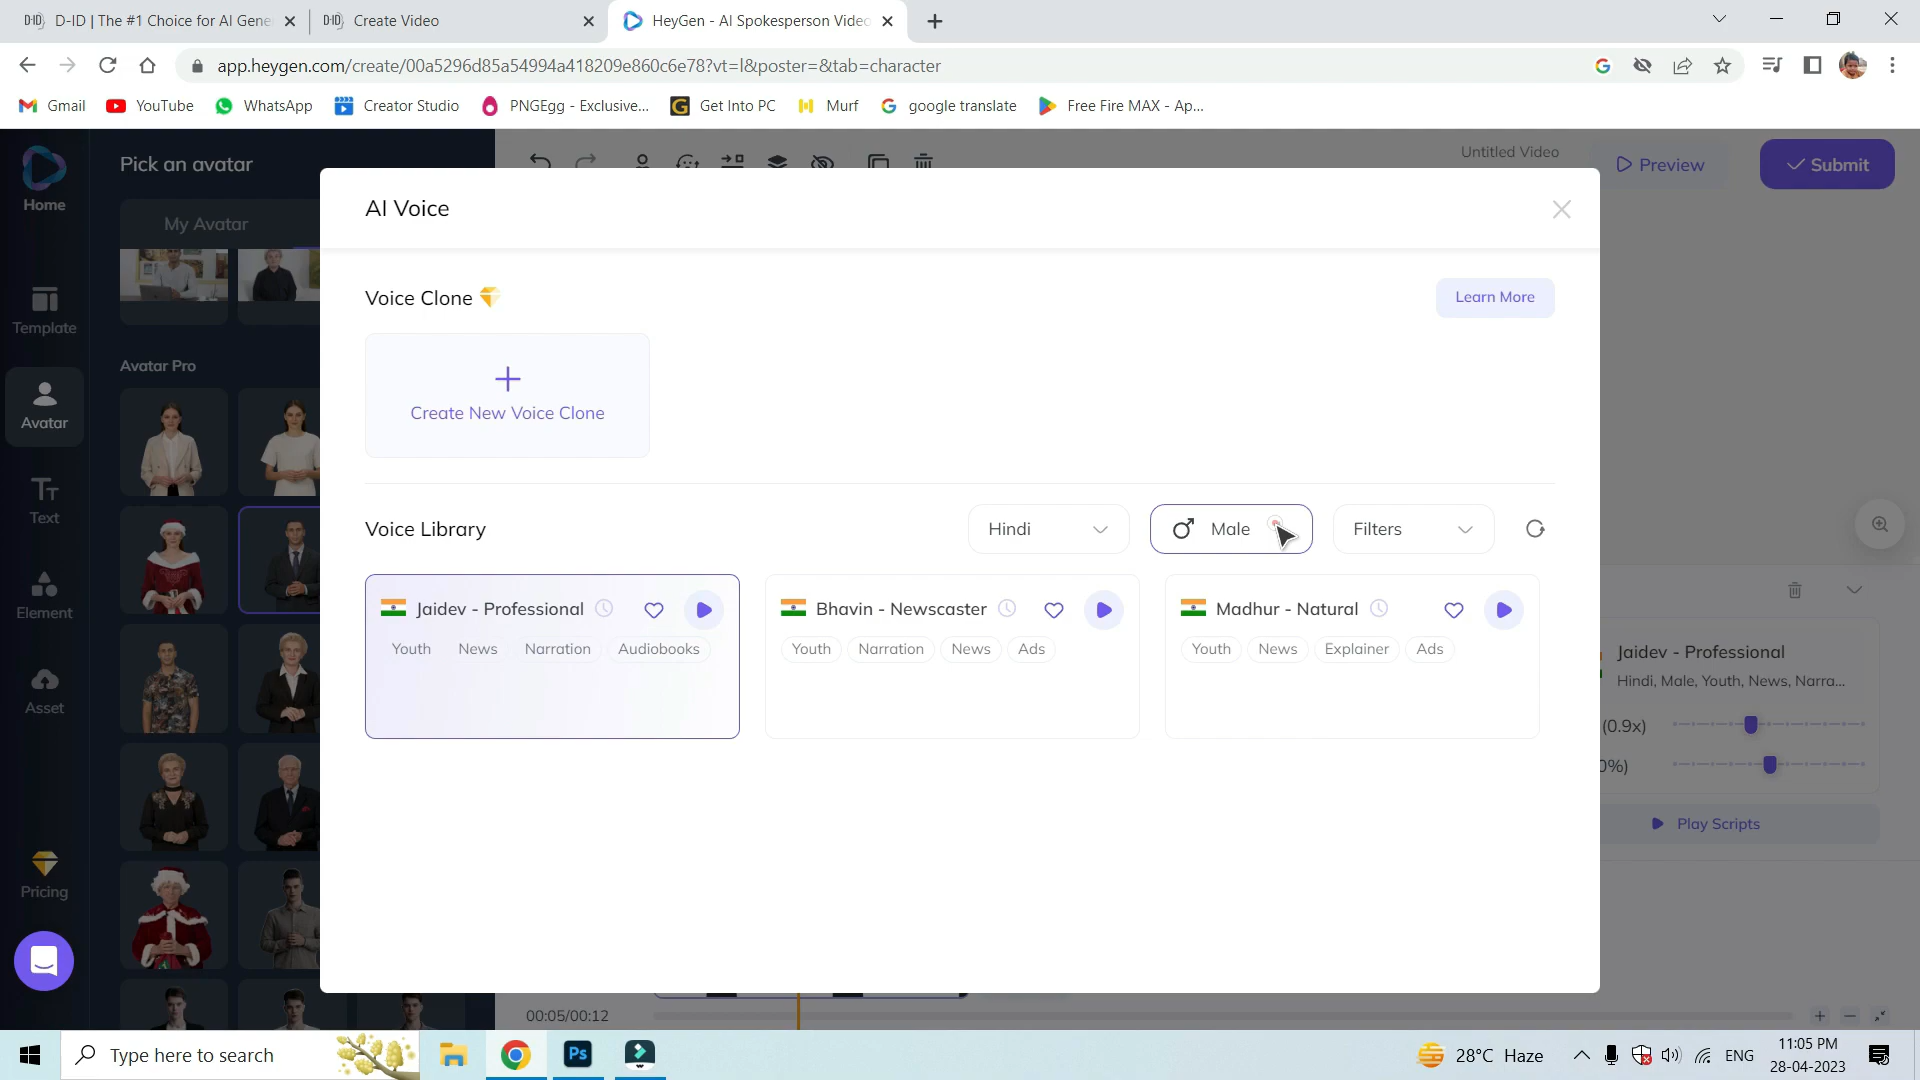 D-ID | The #1 Choice for AI Gene
Create Video
HeyGen - AI Spokesperson Video
app.heygen.com/create/00a5296d85a54994a418209e860c6e78?vt=l&poster=&tab=character
Gmail
YouTube
WhatsApp
Creator Studio
PNGEgg - Exclusive...
Get Into PC
Murf
google translate
Free Fire MAX - Ap...
Home
Pick an avatar
Untitled Video
Preview
Submit
My Avatar
AI Voice
Voice Clone
Learn More
Create New Voice Clone
Template
Avatar Pro
Avatar
Text
Element
Asset
Pricing
Voice Library
Hindi
Male
Filters
Jaidev - Professional
Youth News Narration Audiobooks
Bhavin - Newscaster
Youth Narration News Ads
Madhur - Natural
Youth News Explainer Ads
Jaidev - Professional
Hindi, Male, Youth, News, Narra...
(0.9x)
0%)
Play Scripts
00:05/00:12
Type here to search
Ps
28°C Haze
ENG
11:05 PM
28-04-2023